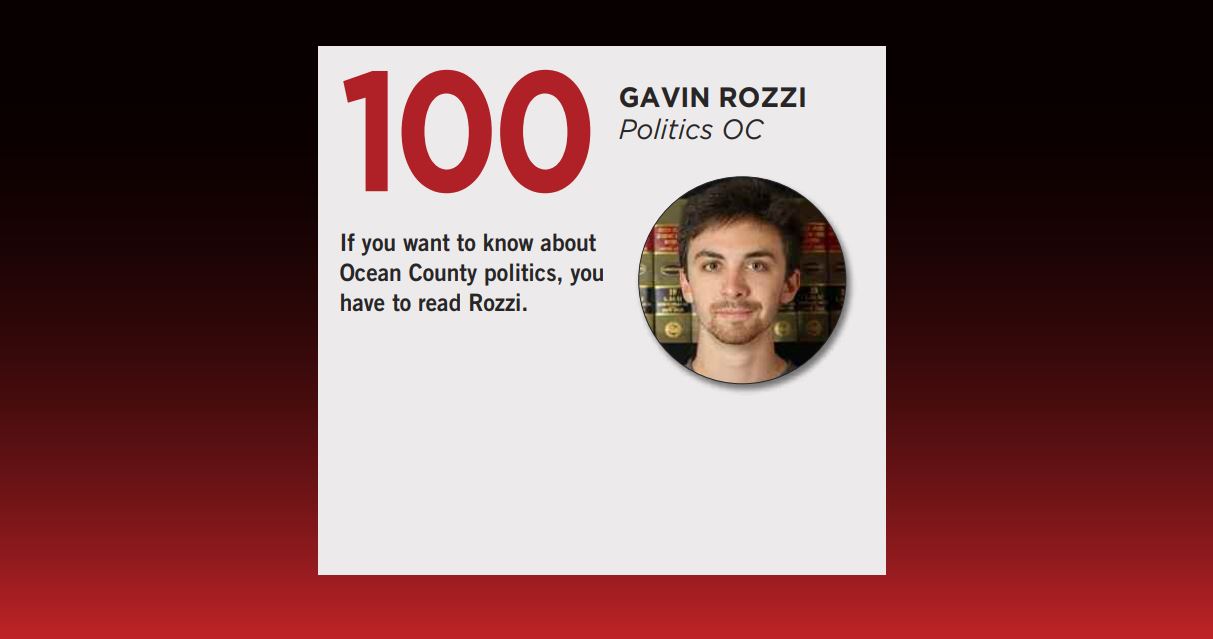 100
GAVIN ROZZI
Politics OC
If you want to know about
Ocean County politics, you
have to read Rozzi.